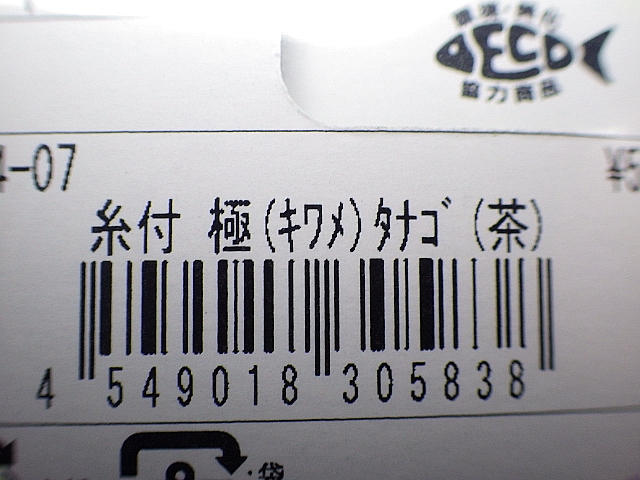 環境・美化
ECO
協力商品
4-07 ¥5
糸付 極(ｷﾜﾒ)ﾀﾅｺﾞ(茶)
4 549018 305838
:袋